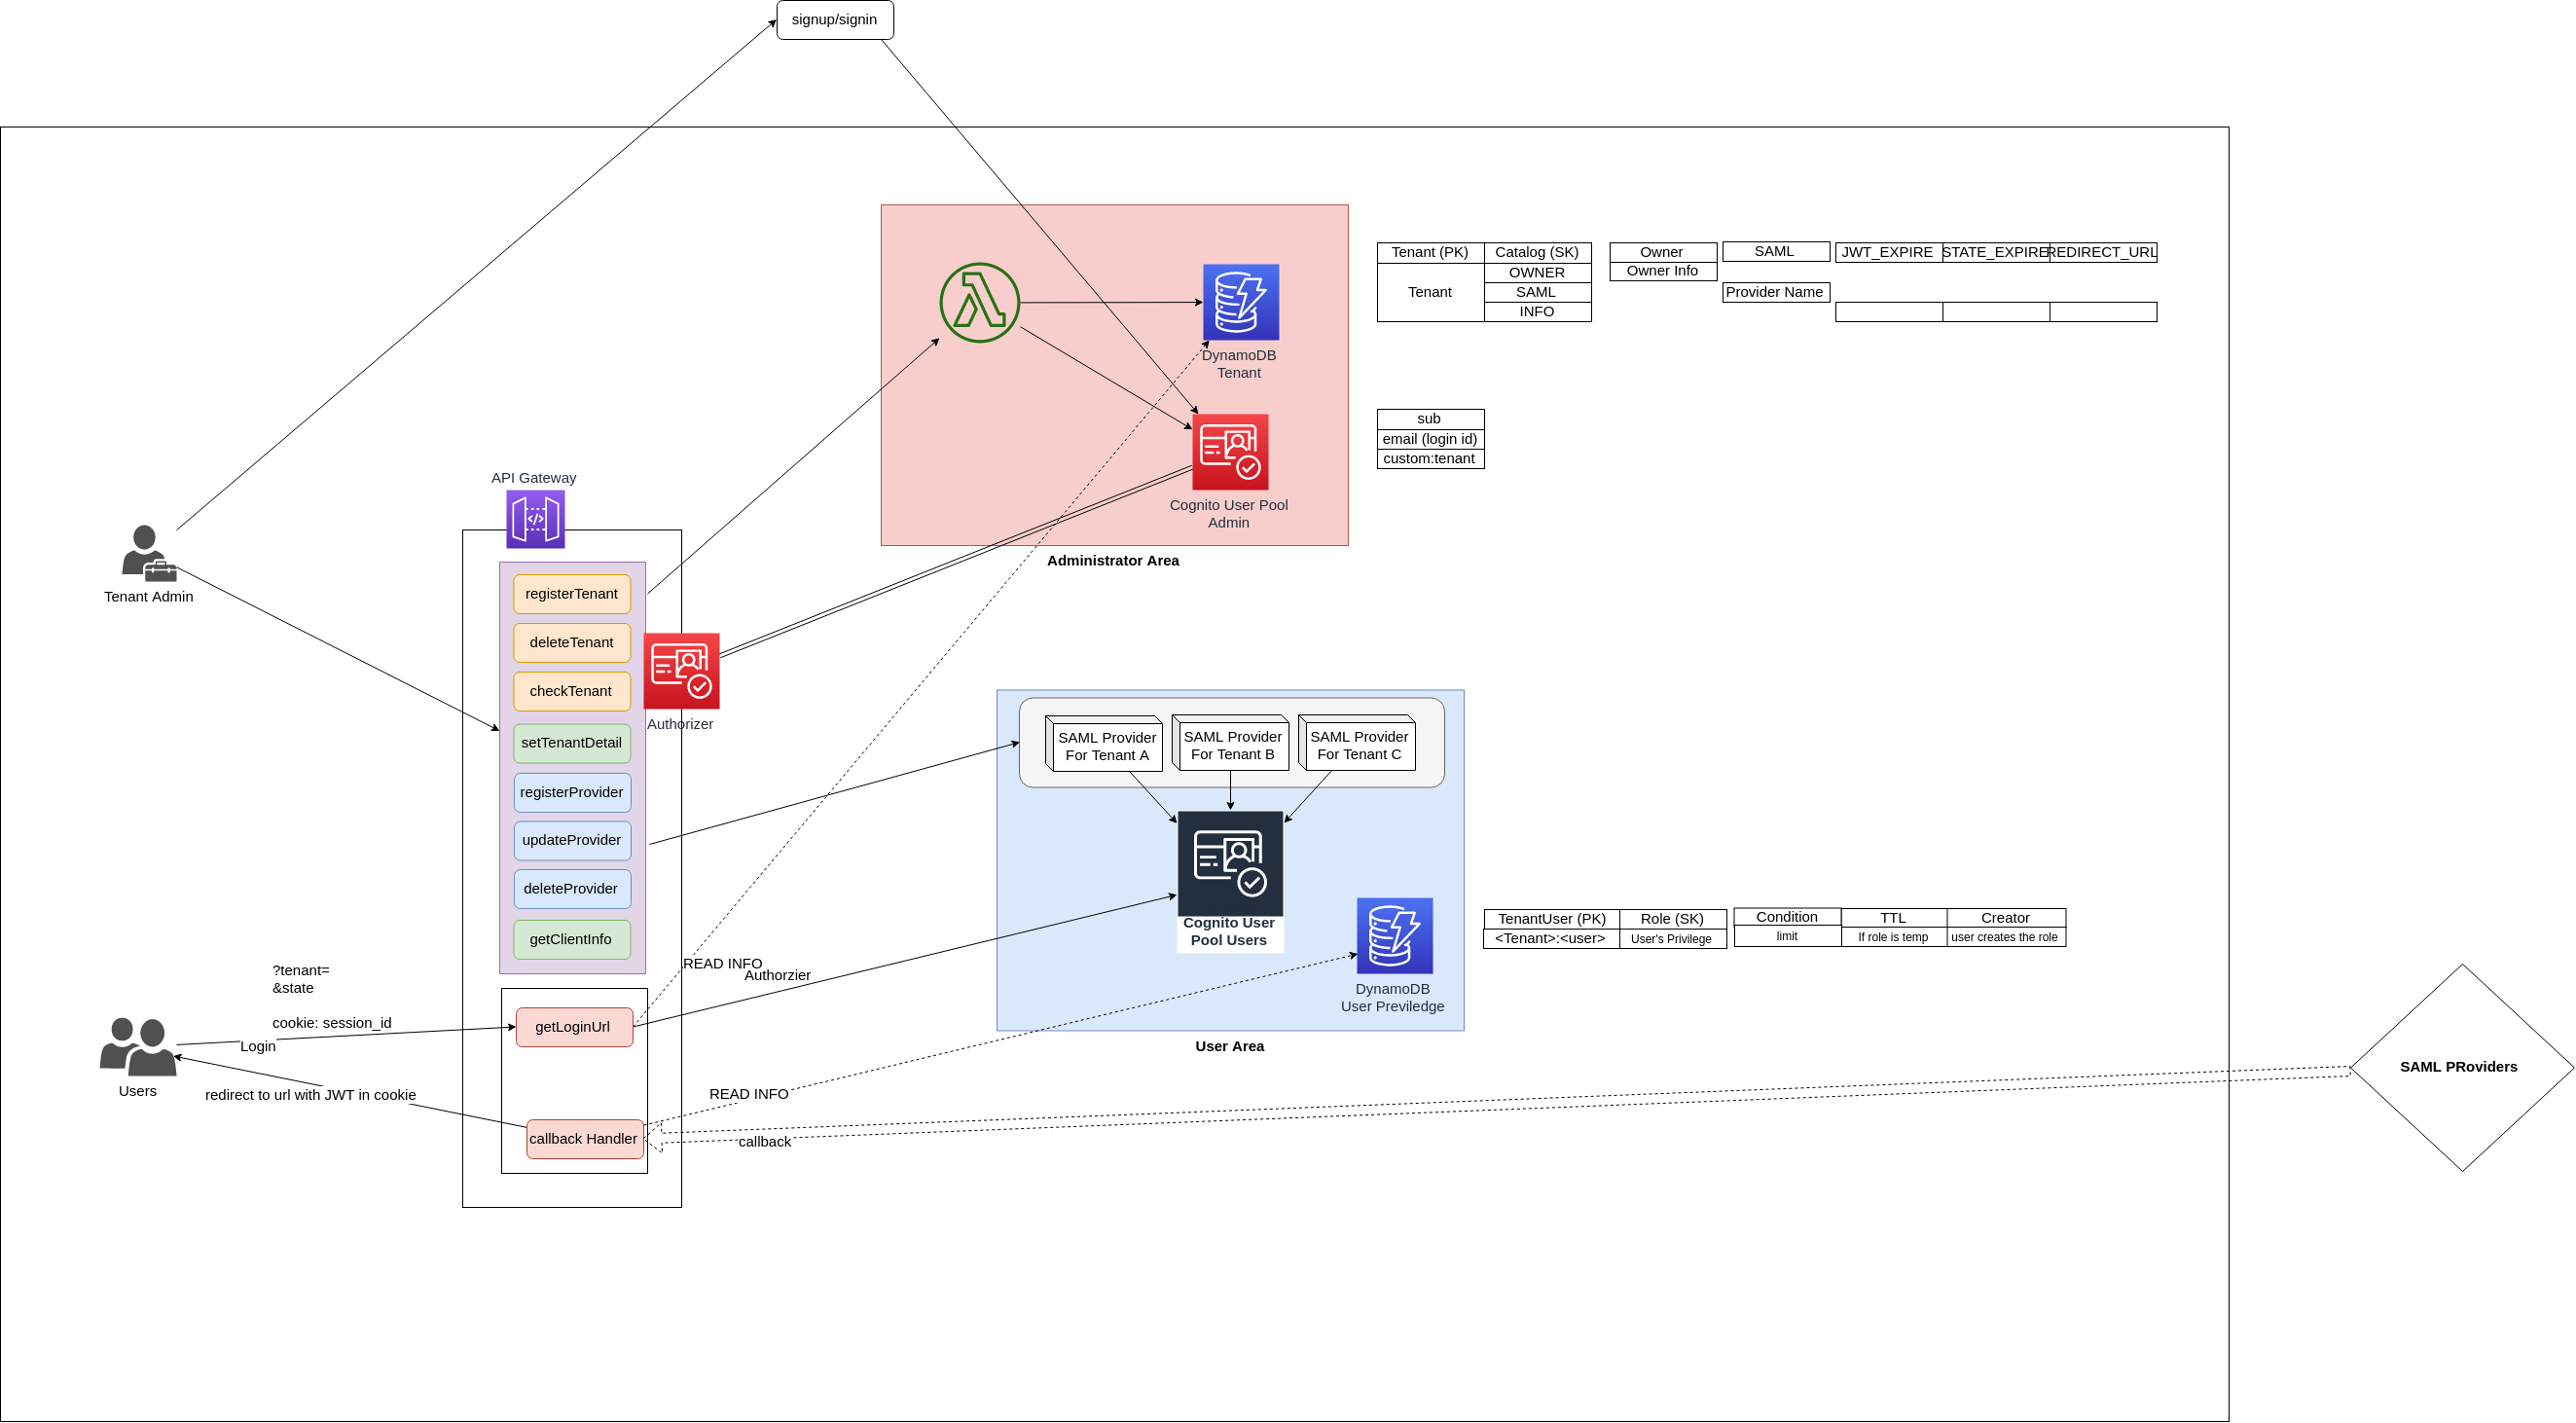 signup/signin
Tenant (PK)
Catalog (SK)
Owner
SAML
JWT_EXPIRE
STATE_EXPIRE
REDIRECT_URL
Tenant
OWNER
Owner Info
SAML
Provider Name
INFO
DynamoDB
Tenant
sub
email (login id)
custom:tenant
Cognito User Pool
Admin
Administrator Area
API Gateway
Tenant Admin
registerTenant
deleteTenant
checkTenant
setTenantDetail
registerProvider
updateProvider
deleteProvider
getClientInfo
Authorizer
SAML Provider
For Tenant A
SAML Provider
For Tenant B
SAML Provider
For Tenant C
Cognito User
Pool Users
DynamoDB
User Previledge
User Area
TenantUser (PK)
Role (SK)
Condition
TTL
Creator
<Tenant>:<user>
User's Privilege
limit
If role is temp
user creates the role
READ INFO
Authorzier
?tenant=
&state
cookie: session_id
Login
Users
getLoginUrl
redirect to url with JWT in cookie
callback Handler
READ INFO
callback
SAML PRoviders